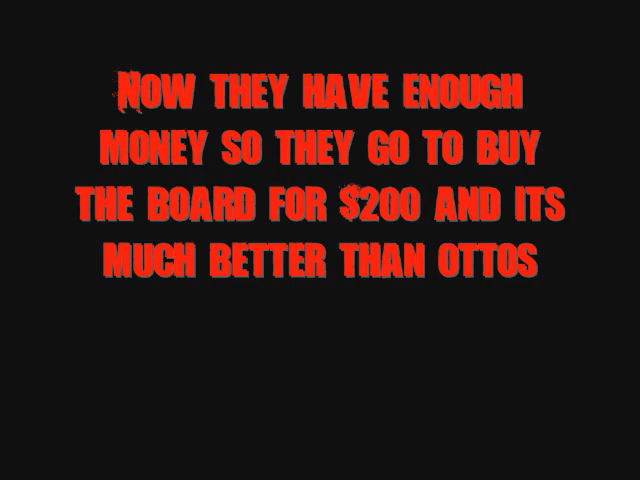 NOW THEY HAVE ENOUGH
MONEY SO THEY GO TO BUY
THE BOARD FOR $200 AND ITS
MUCH BETTER THAN OTTOS